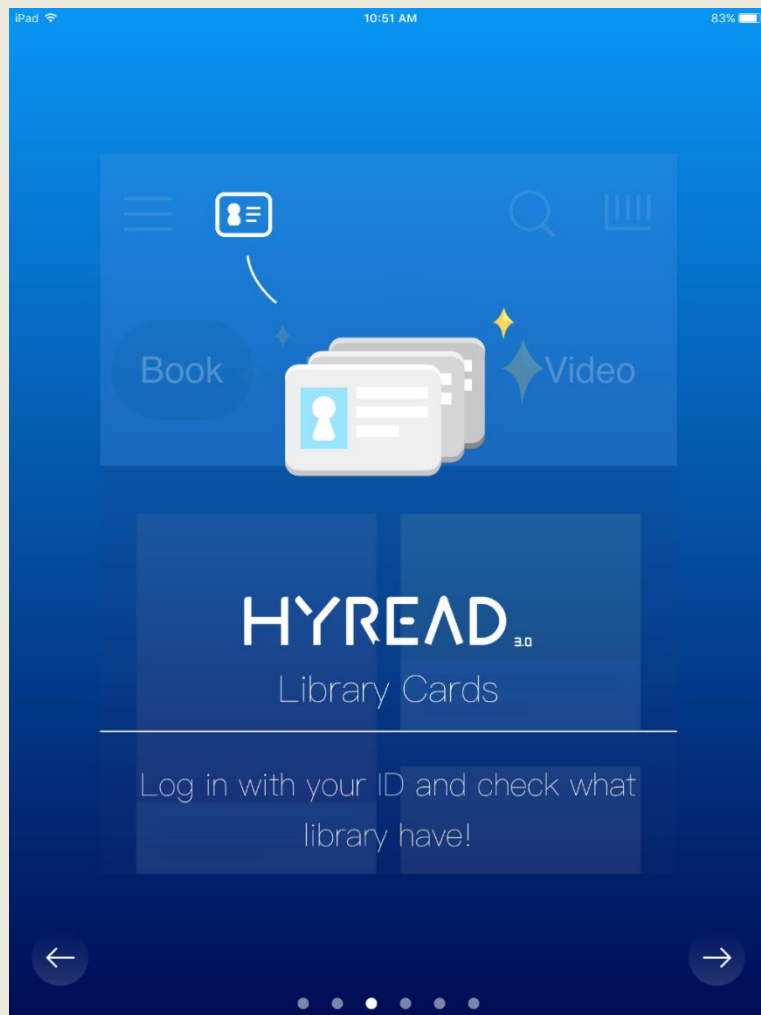 iPad 10:51 AM 83%
Book Video
HYREAD 3.0
Library Cards
Log in with your ID and check what
library have!